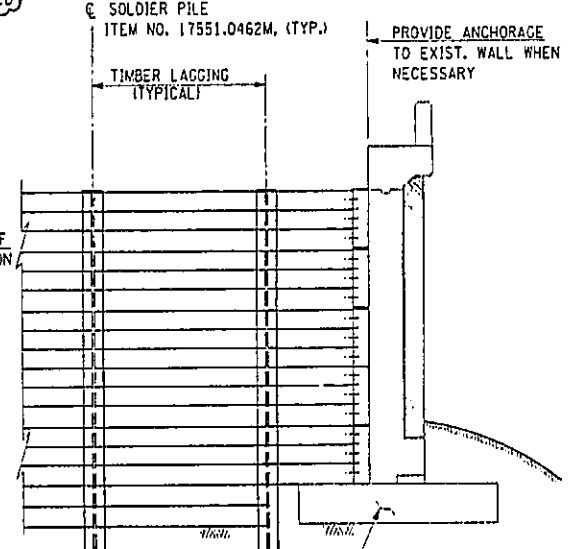 ℄ SOLDIER PILE
ITEM NO. 17551.0462M, (TYP.)
PROVIDE ANCHORAGE
TO EXIST. WALL WHEN
NECESSARY
TIMBER LAGGING
(TYPICAL)